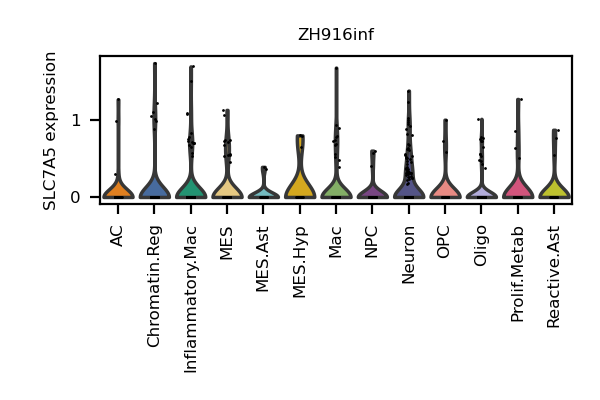 ZH916inf
SLC7A5 expression
1
0
AC
Chromatin.Reg
Inflammatory.Mac
MES
MES.Ast
MES.Hyp
Mac
NPC
Neuron
OPC
Oligo
Prolif.Metab
Reactive.Ast